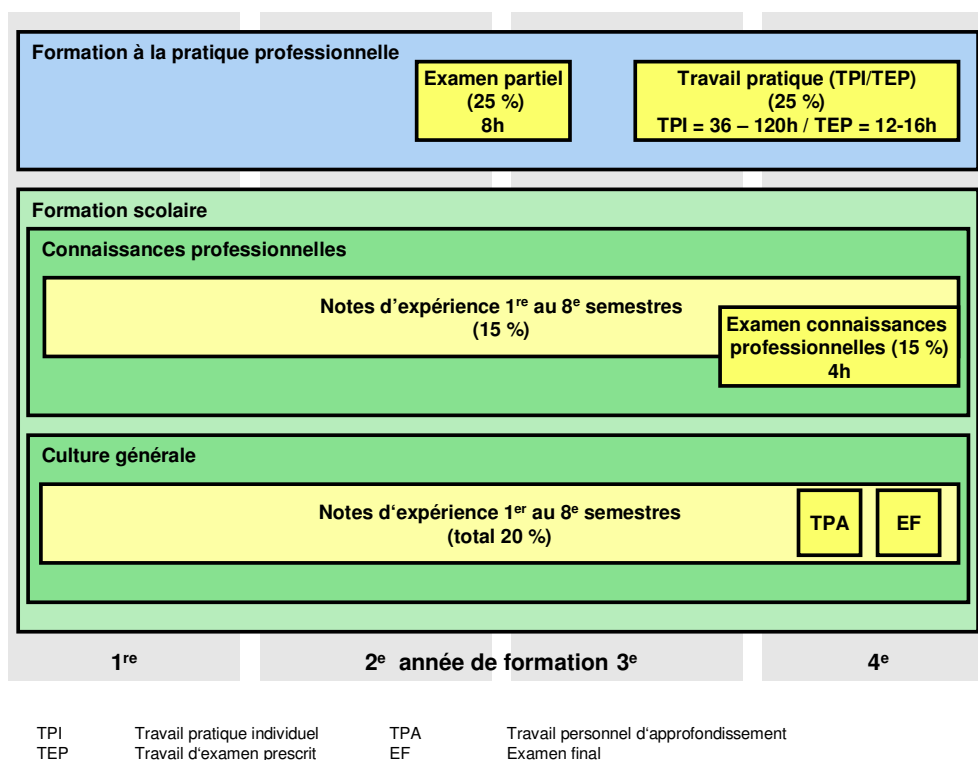 Formation à la pratique professionnelle
Examen partiel
(25 %)
8h
Travail pratique (TPI/TEP)
(25 %)
TPI = 36 – 120h / TEP = 12-16h
Formation scolaire
Connaissances professionnelles
Notes d’expérience 1re au 8e semestres
(15 %)
Examen connaissances
professionnelles (15 %)
4h
Culture générale
Notes d‘expérience 1er au 8e semestres
(total 20 %)
TPA
EF
1re
2e année de formation 3e
4e
TPI Travail pratique individuel TPA Travail personnel d‘approfondissement
TEP Travail d‘examen prescrit EF Examen final